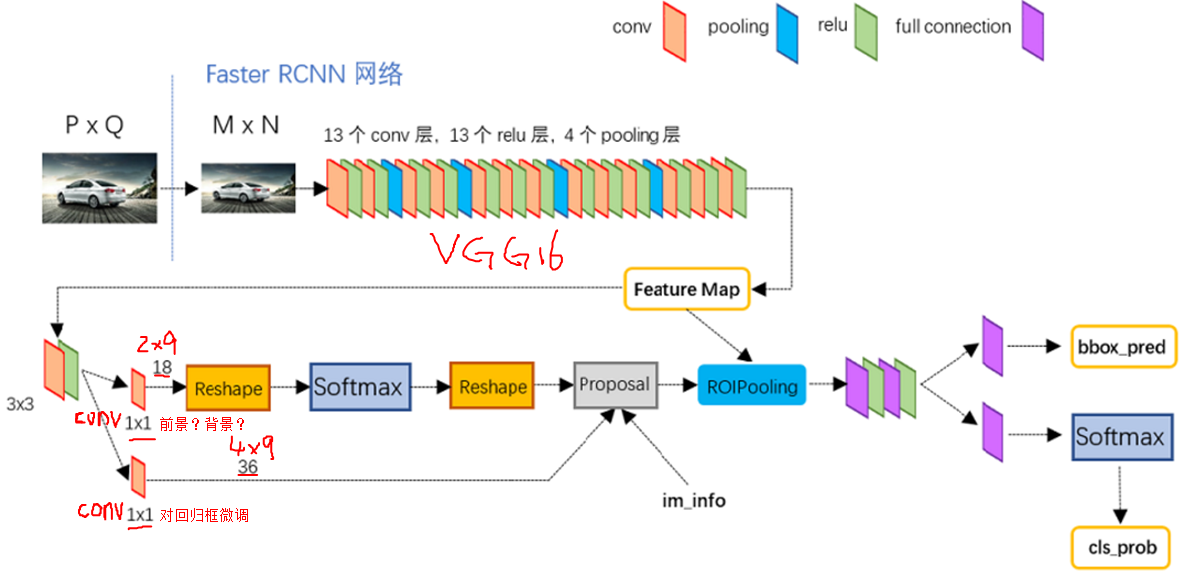 conv pooling relu full connection
Faster RCNN 网络
P x Q
M x N
13 个 conv 层, 13 个 relu 层, 4 个 pooling 层
VGG16
Feature Map
2x9
18
Reshape
Softmax
Reshape
Proposal
ROIPooling
bbox_pred
3x3
conv 1x1 前景？背景？
4x9
36
Softmax
im_info
conv 1x1 对回归框微调
cls_prob